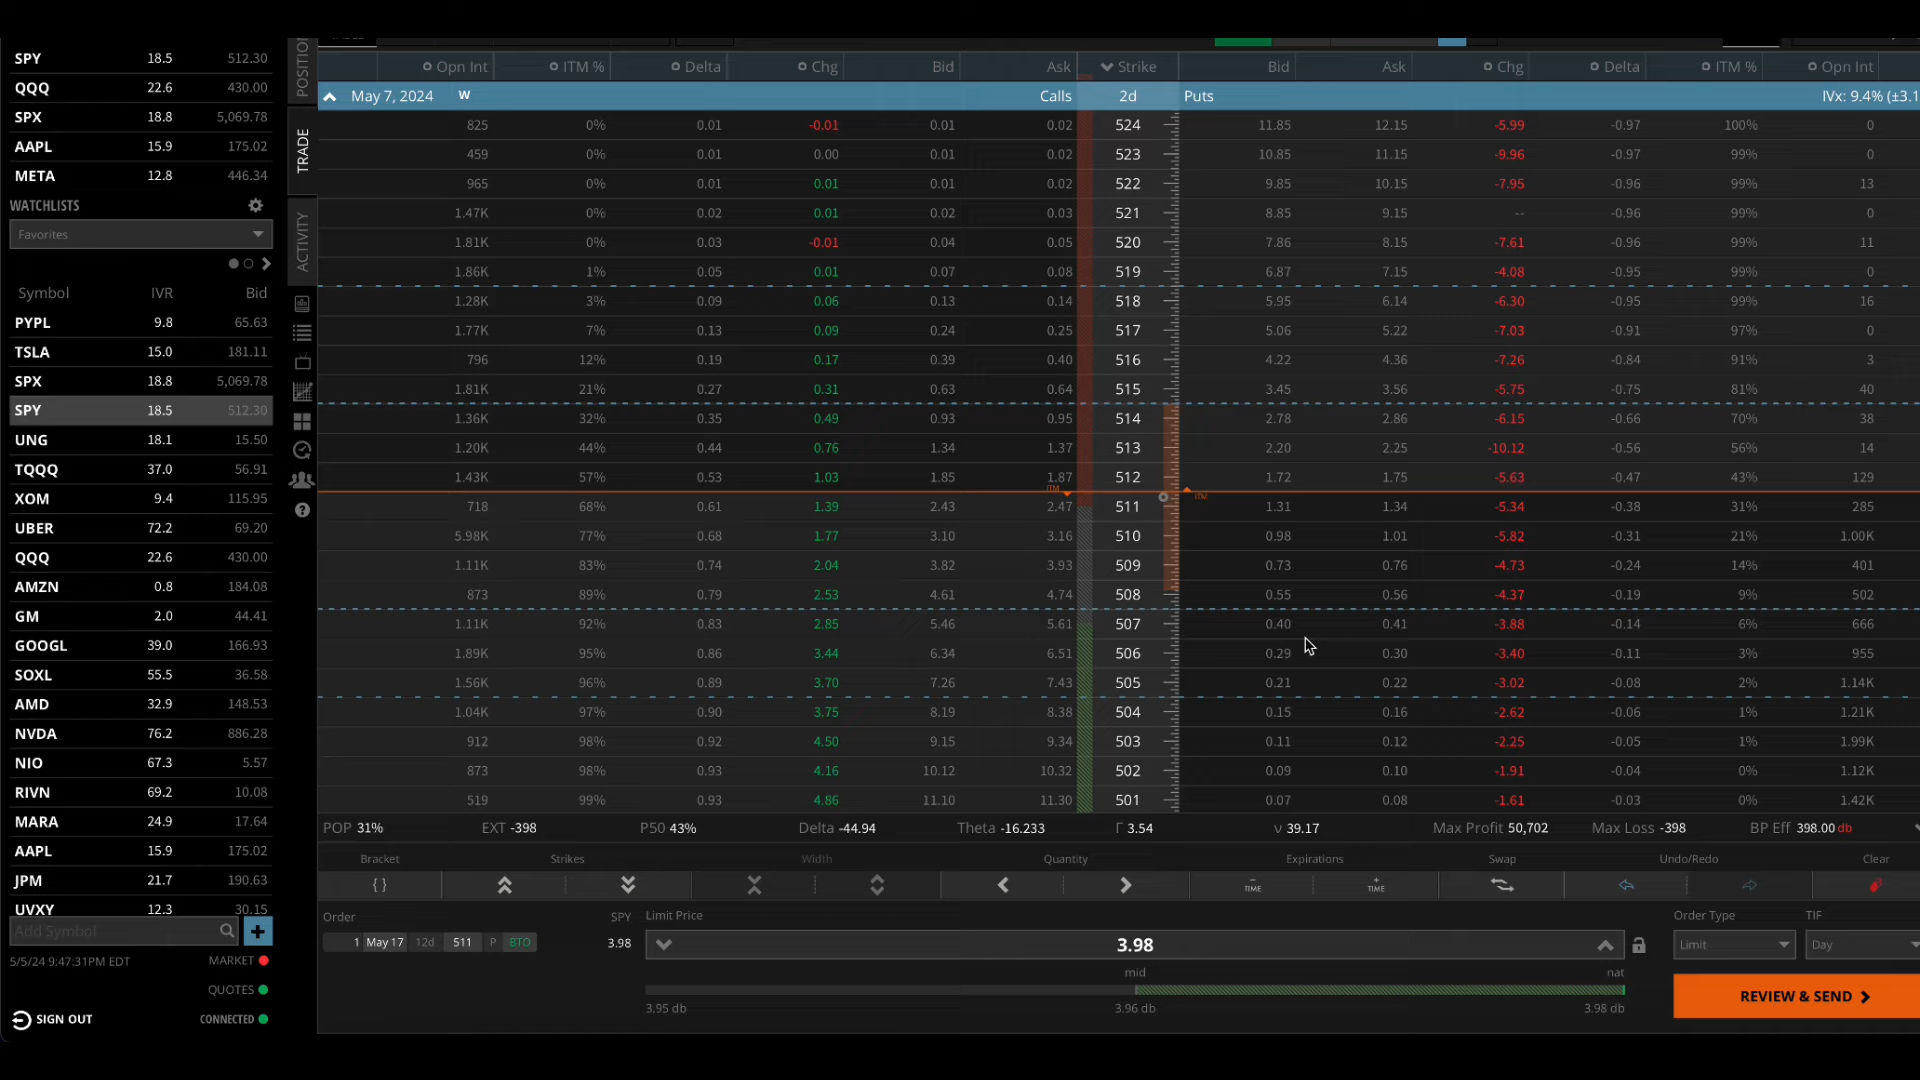 SPY 18.5 512.30
QQQ 22.6 430.00
SPX 18.8 5,069.78
AAPL 15.9 175.02
META 12.8 446.34
WATCHLISTS
Favorites
Symbol IVR Bid
PYPL 9.8 65.63
TSLA 15.0 181.11
SPX 18.8 5,069.78
SPY 18.5 512.30
UNG 18.1 15.50
TQQQ 37.0 56.91
XOM 9.4 115.95
UBER 72.2 69.20
QQQ 22.6 430.00
AMZN 0.8 184.08
GM 2.0 44.41
GOOGL 39.0 166.93
SOXL 55.5 36.58
AMD 32.9 148.53
NVDA 76.2 886.28
NIO 67.3 5.57
RIVN 69.2 10.08
MARA 24.9 17.64
AAPL 15.9 175.02
JPM 21.7 190.63
UVXY 12.3 30.15
Add Symbol
5/5/24 9:47:31PM EDT MARKET
QUOTES
SIGN OUT CONNECTED
TRADE
ACTIVITY
Opn Int ITM % Delta Chg Bid Ask Strike Bid Ask Chg Delta ITM % Opn Int
May 7, 2024 W Calls 2d Puts IVx: 9.4% (±3.1
825 0% 0.01 -0.01 0.01 0.02 524 11.85 12.15 -5.99 -0.97 100% 0
459 0% 0.01 0.00 0.01 0.02 523 10.85 11.15 -9.96 -0.97 99% 0
965 0% 0.01 0.01 0.01 0.02 522 9.85 10.15 -7.95 -0.96 99% 13
1.47K 0% 0.02 0.01 0.02 0.03 521 8.85 9.15 -- -0.96 99% 0
1.81K 0% 0.03 -0.01 0.04 0.05 520 7.86 8.15 -7.61 -0.96 99% 11
1.86K 1% 0.05 0.01 0.07 0.08 519 6.87 7.15 -4.08 -0.95 99% 0
1.28K 3% 0.09 0.06 0.13 0.14 518 5.95 6.14 -6.30 -0.95 99% 16
1.77K 7% 0.13 0.09 0.24 0.25 517 5.06 5.22 -7.03 -0.91 97% 0
796 12% 0.19 0.17 0.39 0.40 516 4.22 4.36 -7.26 -0.84 91% 3
1.81K 21% 0.27 0.31 0.63 0.64 515 3.45 3.56 -5.75 -0.75 81% 40
1.36K 32% 0.35 0.49 0.93 0.95 514 2.78 2.86 -6.15 -0.66 70% 38
1.20K 44% 0.44 0.76 1.34 1.37 513 2.20 2.25 -10.12 -0.56 56% 14
1.43K 57% 0.53 1.03 1.85 1.87 512 1.72 1.75 -5.63 -0.47 43% 129
ITM ITM
718 68% 0.61 1.39 2.43 2.47 511 1.31 1.34 -5.34 -0.38 31% 285
5.98K 77% 0.68 1.77 3.10 3.16 510 0.98 1.01 -5.82 -0.31 21% 1.00K
1.11K 83% 0.74 2.04 3.82 3.93 509 0.73 0.76 -4.73 -0.24 14% 401
873 89% 0.79 2.53 4.61 4.74 508 0.55 0.56 -4.37 -0.19 9% 502
1.11K 92% 0.83 2.85 5.46 5.61 507 0.40 0.41 -3.88 -0.14 6% 666
1.89K 95% 0.86 3.44 6.34 6.51 506 0.29 0.30 -3.40 -0.11 3% 955
1.56K 96% 0.89 3.70 7.26 7.43 505 0.21 0.22 -3.02 -0.08 2% 1.14K
1.04K 97% 0.90 3.75 8.19 8.38 504 0.15 0.16 -2.62 -0.06 1% 1.21K
912 98% 0.92 4.50 9.15 9.34 503 0.11 0.12 -2.25 -0.05 1% 1.99K
873 98% 0.93 4.16 10.12 10.32 502 0.09 0.10 -1.91 -0.04 0% 1.12K
519 99% 0.93 4.86 11.10 11.30 501 0.07 0.08 -1.61 -0.03 0% 1.42K
POP 31% EXT -398 P50 43% Delta -44.94 Theta -16.233 Γ 3.54 ν 39.17 Max Profit 50,702 Max Loss -398 BP Eff 398.00 db
Bracket Strikes Width Quantity Expirations Swap Undo/Redo Clear
{ } − TIME + TIME
Order SPY Limit Price Order Type TIF
1 May 17 12d 511 P BTO 3.98 3.98 Limit Day
mid nat
3.95 db 3.96 db 3.98 db
REVIEW & SEND